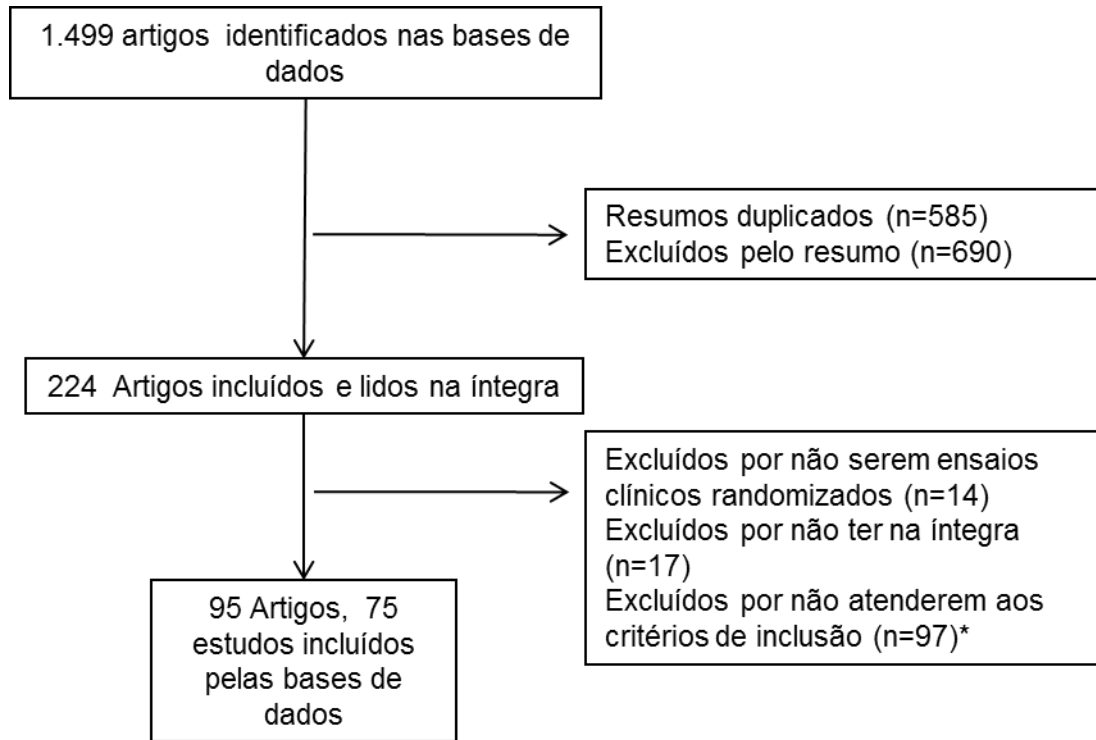 1.499 artigos identificados nas bases de
dados
Resumos duplicados (n=585)
Excluídos pelo resumo (n=690)
224 Artigos incluídos e lidos na íntegra
Excluídos por não serem ensaios
clínicos randomizados (n=14)
Excluídos por não ter na íntegra
(n=17)
Excluídos por não atenderem aos
critérios de inclusão (n=97)*
95 Artigos, 75
estudos incluídos
pelas bases de
dados